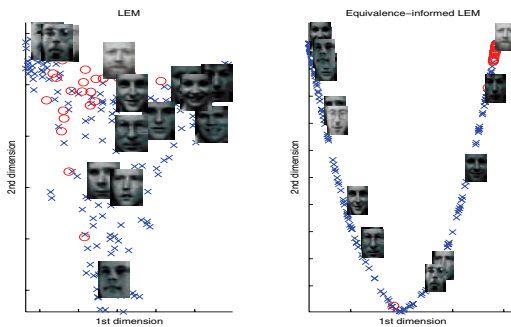 LEM
2nd dimension
1st dimension
Equivalence−informed LEM
2nd dimension
1st dimension